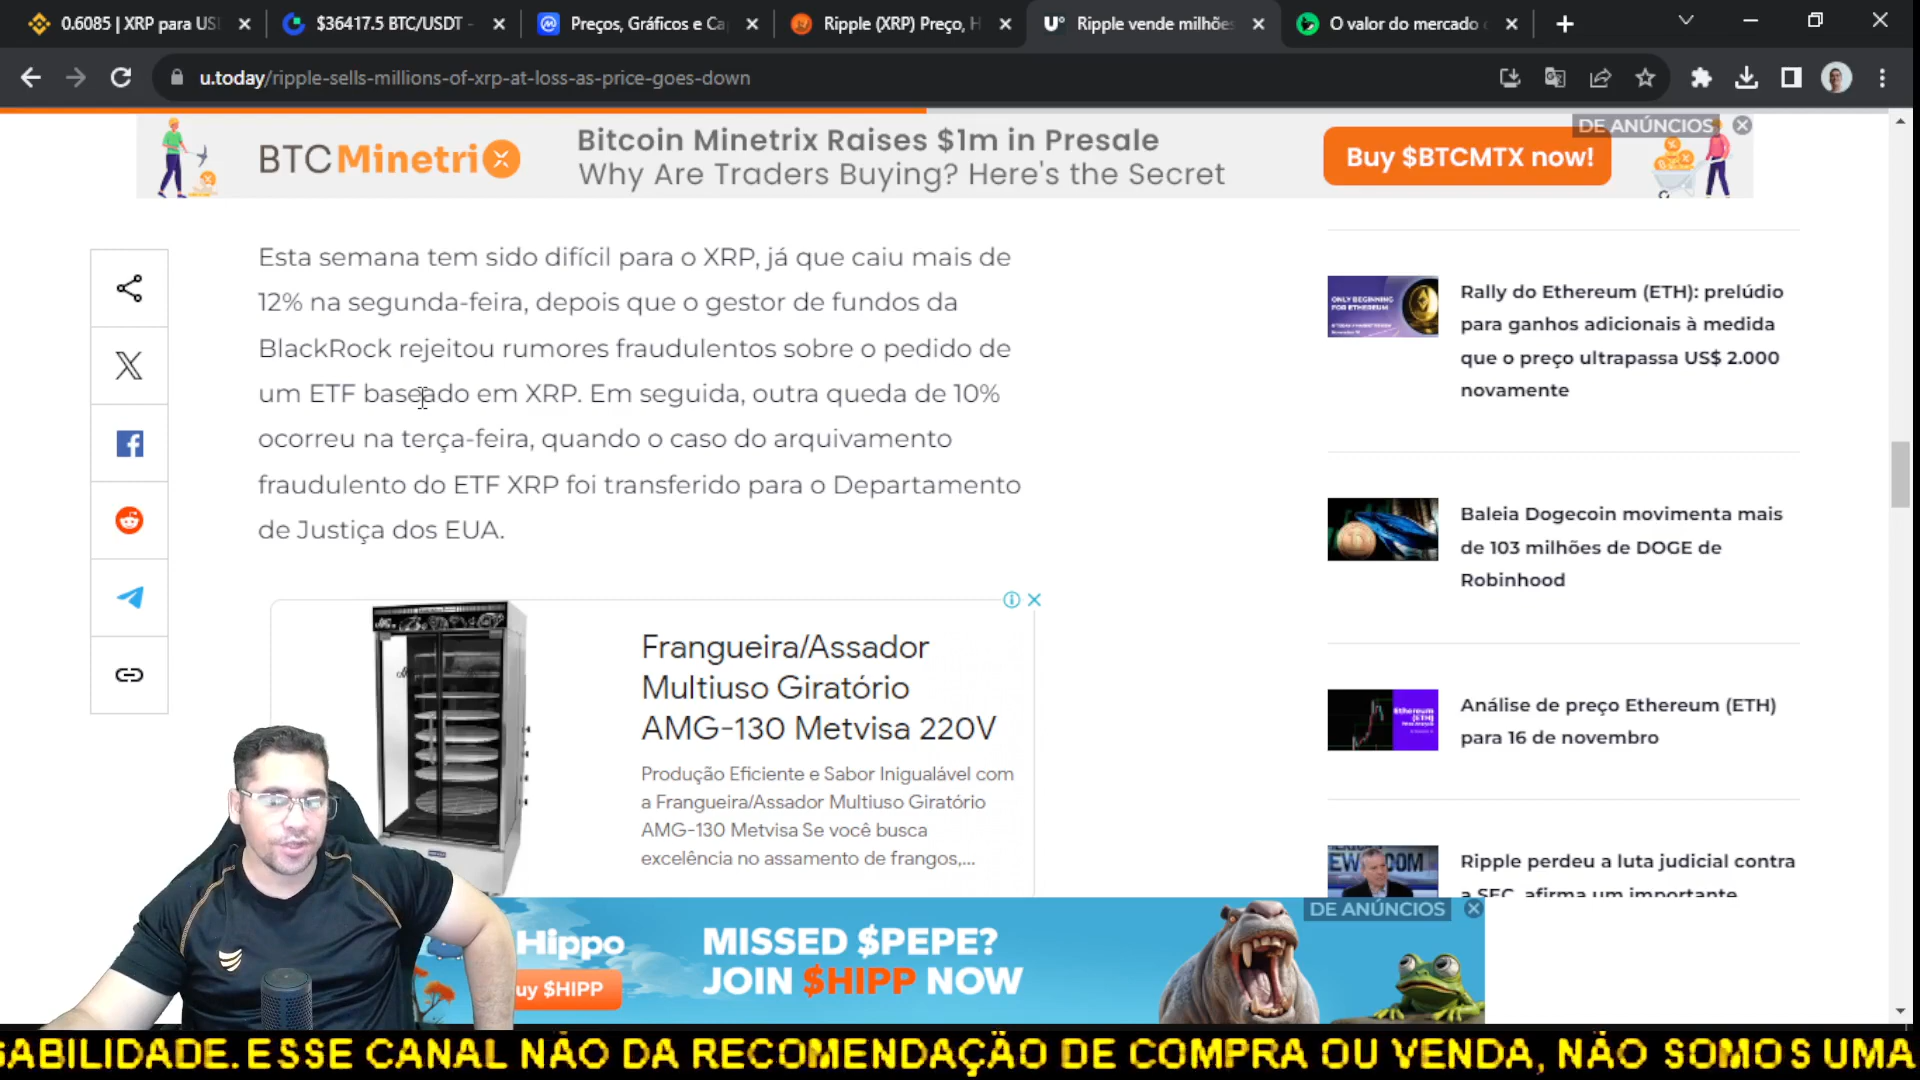 0.6085 | XRP para US
$36417.5 BTC/USDT -
Preços, Gráficos e Ca
Ripple (XRP) Preço, H
Ripple vende milhões
O valor do mercado
u.today/ripple-sells-millions-of-xrp-at-loss-as-price-goes-down
BTC Minetrix
Bitcoin Minetrix Raises $1m in Presale
Why Are Traders Buying? Here's the Secret
Buy $BTCMTX now!
DE ANÚNCIOS
Esta semana tem sido difícil para o XRP, já que caiu mais de
12% na segunda-feira, depois que o gestor de fundos da
BlackRock rejeitou rumores fraudulentos sobre o pedido de
um ETF baseado em XRP. Em seguida, outra queda de 10%
ocorreu na terça-feira, quando o caso do arquivamento
fraudulento do ETF XRP foi transferido para o Departamento
de Justiça dos EUA.
ONLY BEGINNING
FOR ETHEREUM
Rally do Ethereum (ETH): prelúdio
para ganhos adicionais à medida
que o preço ultrapassa US$ 2.000
novamente
Baleia Dogecoin movimenta mais
de 103 milhões de DOGE de
Robinhood
Ethereum
(ETH)
Análise de preço Ethereum (ETH)
para 16 de novembro
Ripple perdeu a luta judicial contra
a SEC, afirma um importante
Frangueira/Assador
Multiuso Giratório
AMG-130 Metvisa 220V
Produção Eficiente e Sabor Inigualável com
a Frangueira/Assador Multiuso Giratório
AMG-130 Metvisa Se você busca
excelência no assamento de frangos,...
DE ANÚNCIOS
Hippo
uy $HIPP
MISSED $PEPE?
JOIN $HIPP NOW
SABILIDADE.ESSE CANAL NÃO DA RECOMENDAÇÃO DE COMPRA OU VENDA, NÃO SOMOS UMA